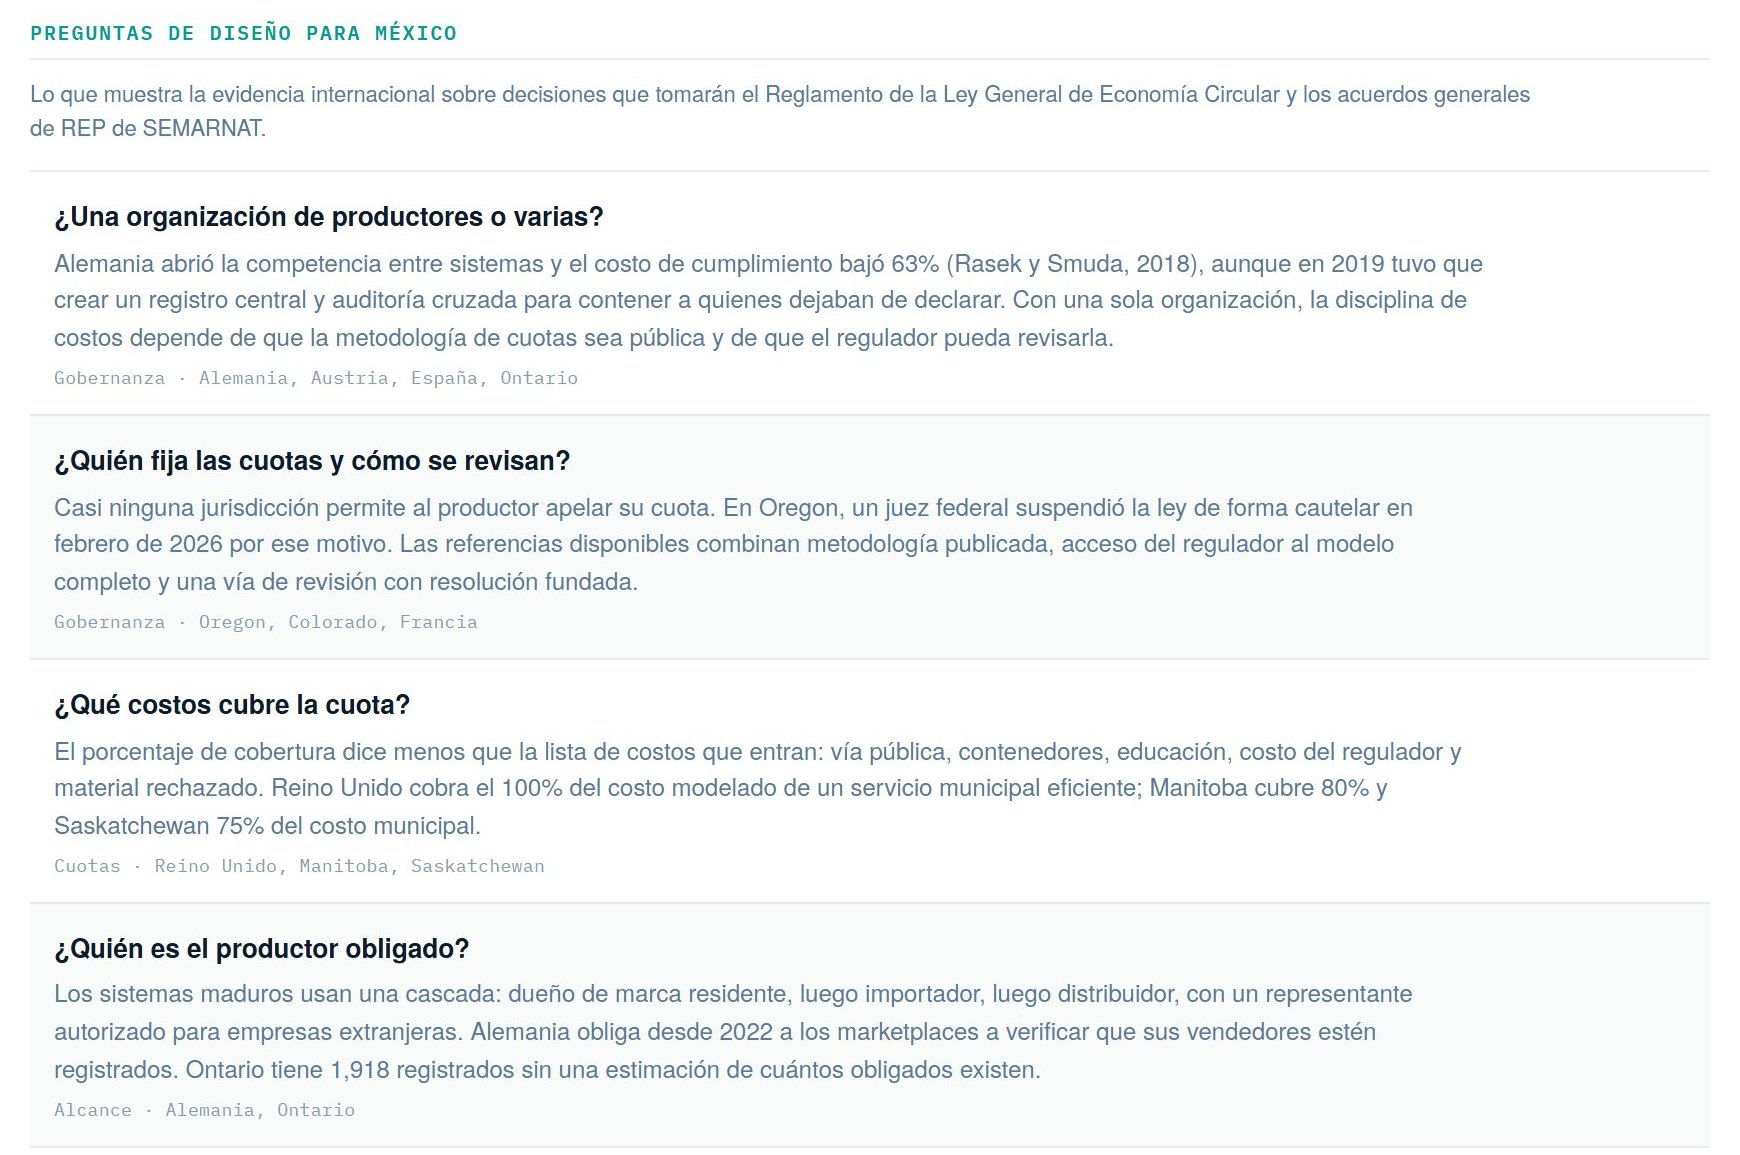 PREGUNTAS DE DISEÑO PARA MÉXICO
Lo que muestra la evidencia internacional sobre decisiones que tomarán el Reglamento de la Ley General de Economía Circular y los acuerdos generales
de REP de SEMARNAT.
¿Una organización de productores o varias?
Alemania abrió la competencia entre sistemas y el costo de cumplimiento bajó 63% (Rasek y Smuda, 2018), aunque en 2019 tuvo que
crear un registro central y auditoría cruzada para contener a quienes dejaban de declarar. Con una sola organización, la disciplina de
costos depende de que la metodología de cuotas sea pública y de que el regulador pueda revisarla.
Gobernanza · Alemania, Austria, España, Ontario
¿Quién fija las cuotas y cómo se revisan?
Casi ninguna jurisdicción permite al productor apelar su cuota. En Oregon, un juez federal suspendió la ley de forma cautelar en
febrero de 2026 por ese motivo. Las referencias disponibles combinan metodología publicada, acceso del regulador al modelo
completo y una vía de revisión con resolución fundada.
Gobernanza · Oregon, Colorado, Francia
¿Qué costos cubre la cuota?
El porcentaje de cobertura dice menos que la lista de costos que entran: vía pública, contenedores, educación, costo del regulador y
material rechazado. Reino Unido cobra el 100% del costo modelado de un servicio municipal eficiente; Manitoba cubre 80% y
Saskatchewan 75% del costo municipal.
Cuotas · Reino Unido, Manitoba, Saskatchewan
¿Quién es el productor obligado?
Los sistemas maduros usan una cascada: dueño de marca residente, luego importador, luego distribuidor, con un representante
autorizado para empresas extranjeras. Alemania obliga desde 2022 a los marketplaces a verificar que sus vendedores estén
registrados. Ontario tiene 1,918 registrados sin una estimación de cuántos obligados existen.
Alcance · Alemania, Ontario